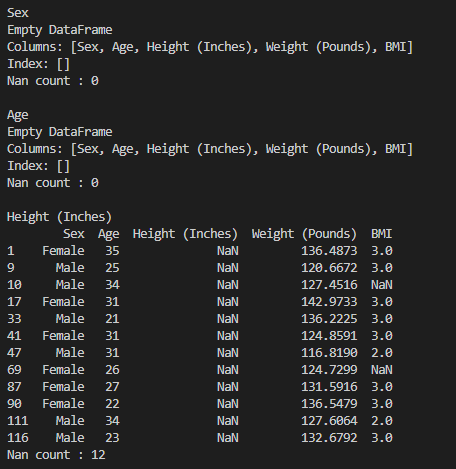 Sex
Empty DataFrame
Columns: [Sex, Age, Height (Inches), Weight (Pounds), BMI]
Index: []
Nan count : 0

Age
Empty DataFrame
Columns: [Sex, Age, Height (Inches), Weight (Pounds), BMI]
Index: []
Nan count : 0

Height (Inches)
        Sex  Age  Height (Inches)  Weight (Pounds)  BMI
1    Female   35              NaN         136.4873  3.0
9      Male   25              NaN         120.6672  3.0
10     Male   34              NaN         127.4516  NaN
17   Female   31              NaN         142.9733  3.0
33     Male   21              NaN         136.2225  3.0
41   Female   31              NaN         124.8591  3.0
47     Male   31              NaN         116.8190  2.0
69   Female   26              NaN         124.7299  NaN
87   Female   27              NaN         131.5916  3.0
90   Female   22              NaN         136.5479  3.0
111    Male   34              NaN         127.6064  2.0
116    Male   23              NaN         132.6792  3.0
Nan count : 12